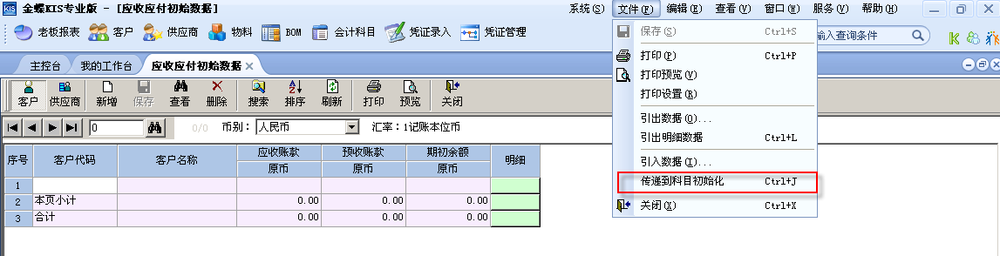 KIS 金蝶KIS专业版 - [应收应付初始数据]
系统(S) 文件(F) 编辑(E) 查看(V) 窗口(W) 服务(V) 帮助(H)
老板报表 客户 供应商 物料 BOM 会计科目 凭证录入 凭证管理
输入查询条件
主控台 我的工作台 应收应付初始数据
客户 供应商 新增 保存 查看 删除 搜索 排序 刷新 打印 预览 关闭
0 0/0 币别: 人民币 汇率:1记账本位币
序号 客户代码 客户名称 应收账款 预收账款 期初余额 明细
原币 原币 原币
1
2 本页小计 0.00 0.00 0.00
3 合计 0.00 0.00 0.00
保存(S) Ctrl+S
打印(P) Ctrl+P
打印预览(V)
打印设置(R)
引出数据(O)...
引出明细数据 Ctrl+L
引入数据(I)...
传递到科目初始化 Ctrl+J
关闭(X) Ctrl+X